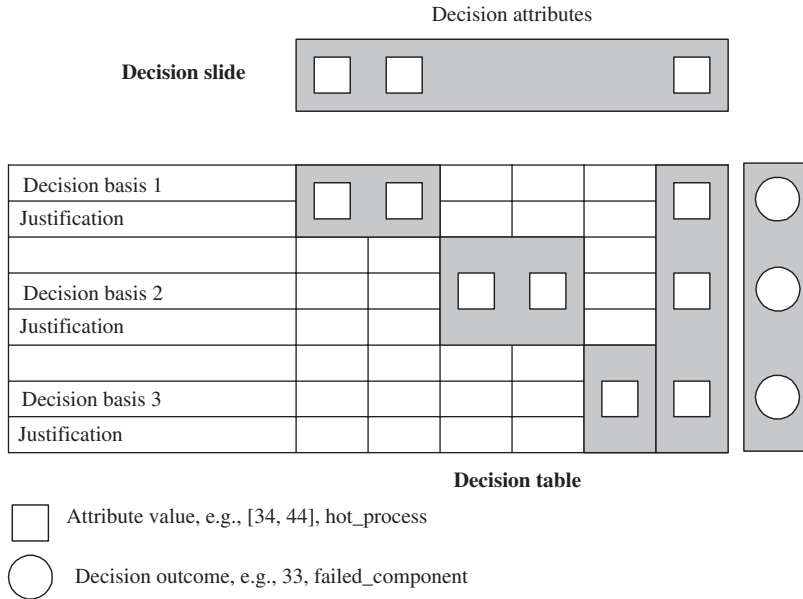 Decision attributes
Decision slide
Decision basis 1
Justification
Decision basis 2
Justification
Decision basis 3
Justification
Decision table
Attribute value, e.g., [34, 44], hot_process
Decision outcome, e.g., 33, failed_component